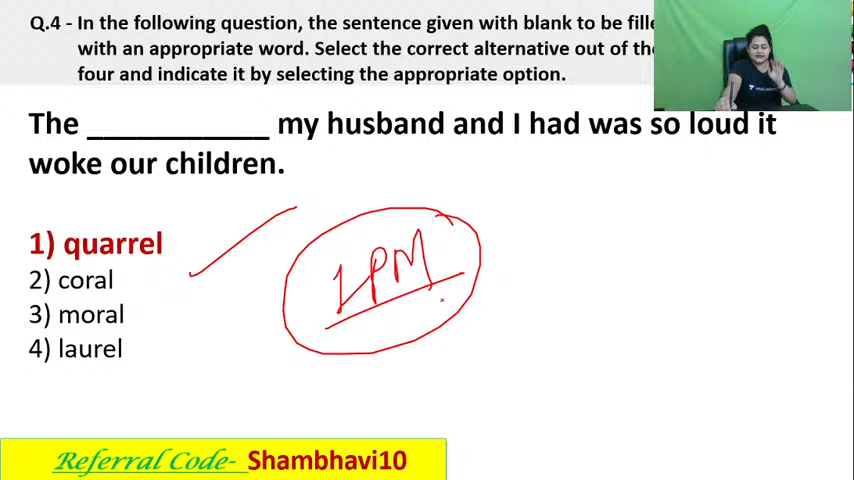 Q.4 - In the following question, the sentence given with blank to be
with an appropriate word. Select the correct alternative out of
four and indicate it by selecting the appropriate option.
The ____________ my husband and I had was so loud it
woke our children.
1) quarrel
2) coral
3) moral
4) laurel
1PM
Referral Code- Shambhavi10